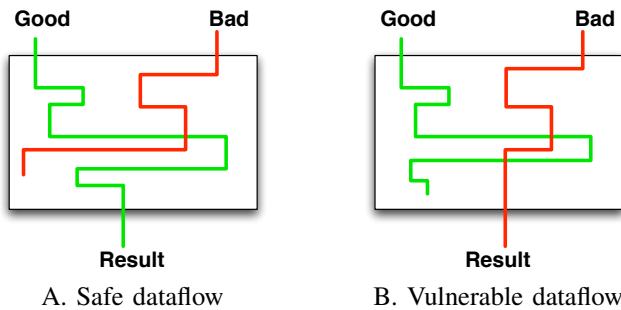 Good Bad Good Bad
Result Result
A. Safe dataflow B. Vulnerable dataflow